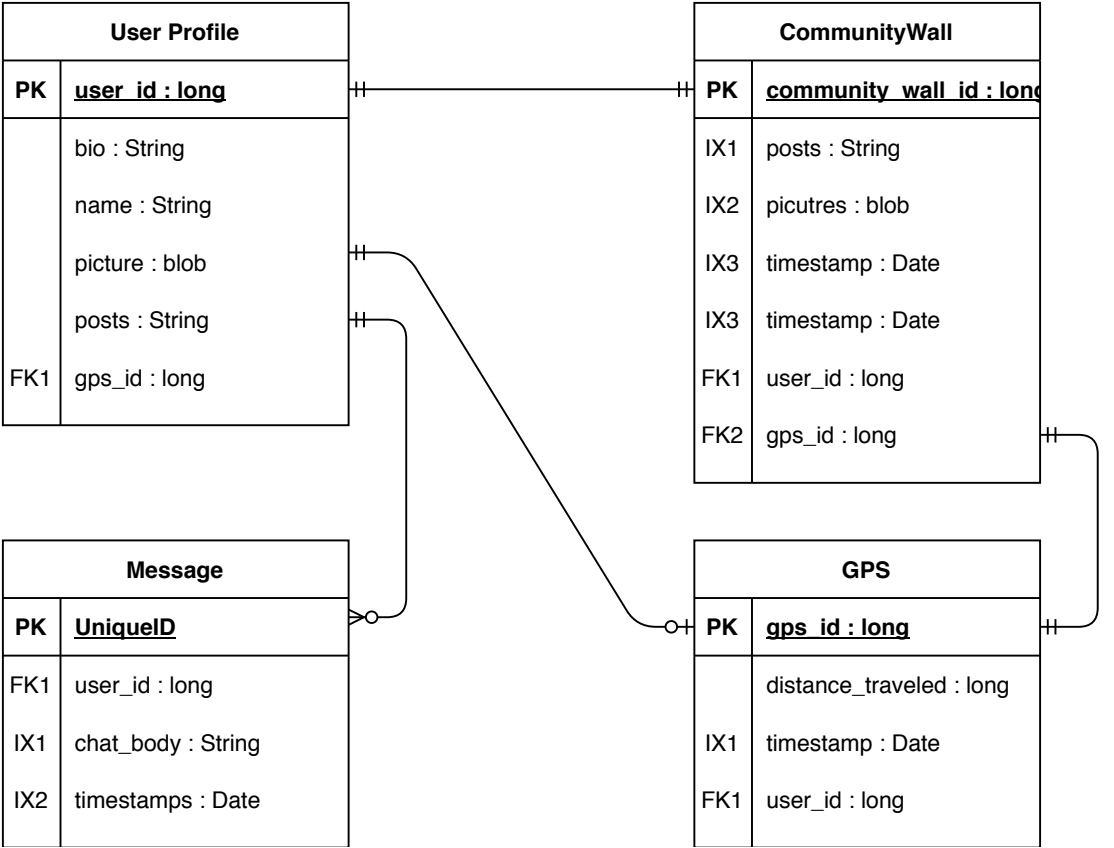 User Profile
PK user_id : long
bio : String
name : String
picture : blob
posts : String
FK1 gps_id : long
CommunityWall
PK community_wall_id : long
IX1 posts : String
IX2 picutres : blob
IX3 timestamp : Date
IX3 timestamp : Date
FK1 user_id : long
FK2 gps_id : long
Message
PK UniqueID
FK1 user_id : long
IX1 chat_body : String
IX2 timestamps : Date
GPS
PK gps_id : long
distance_traveled : long
IX1 timestamp : Date
FK1 user_id : long